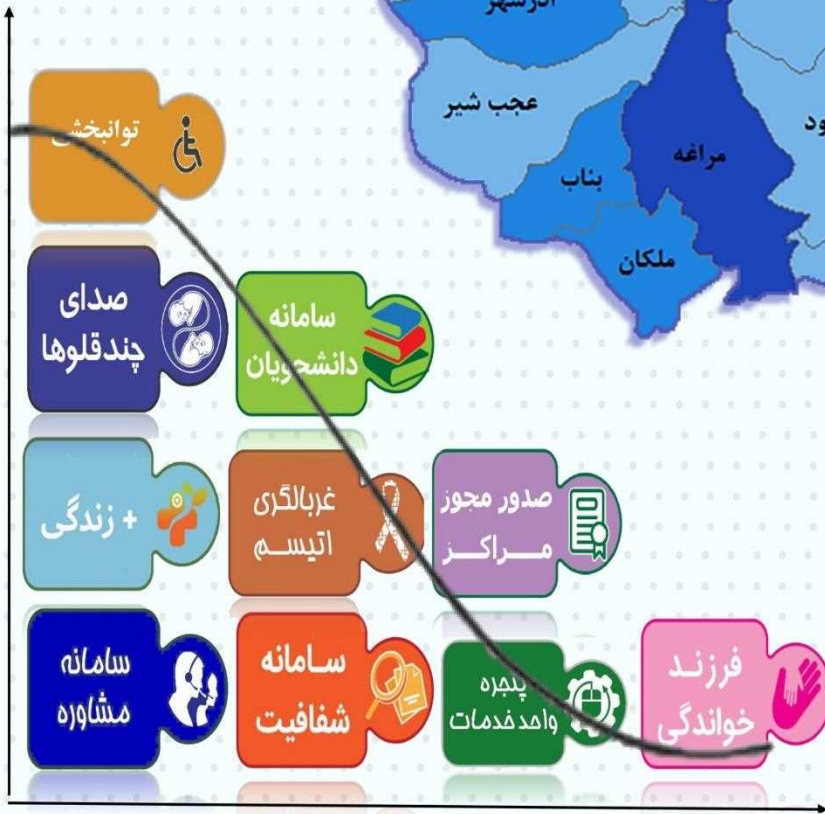 آذرشهر
عجب شیر
مراغه
بناب
ملکان
توانبخشی
صدای
چندقلوها
سامانه
دانشجویان
+ زندگی
غربالگری
اتیسم
صدور مجوز
مراکز
سامانه
مشاوره
سامانه
شفافیت
پنجره
واحد خدمات
فرزند
خواندگی